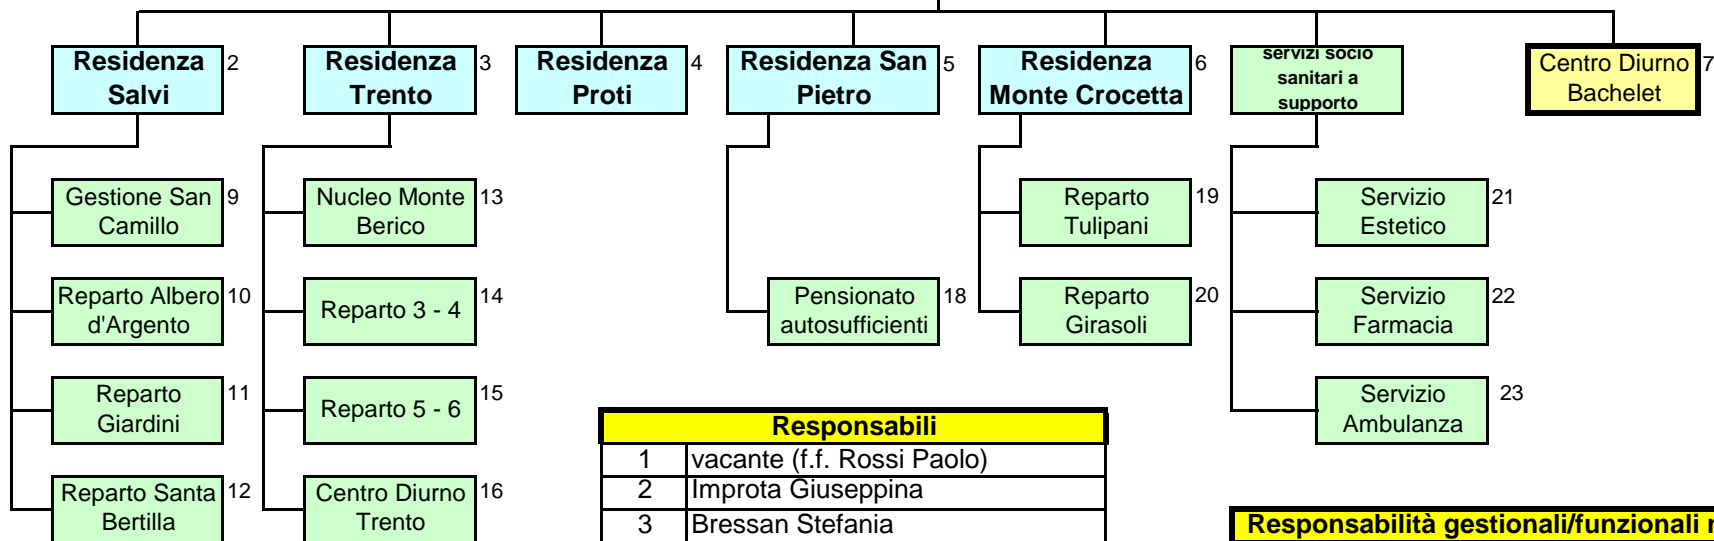 Residenza
Salvi
2
Residenza
Trento
3
Residenza
Proti
4
Residenza San
Pietro
5
Residenza
Monte Crocetta
6
servizi socio
sanitari a
supporto
Centro Diurno
Bachelet
7
Gestione San
Camillo
9
Nucleo Monte
Berico
13
Reparto
Tulipani
19
Servizio
Estetico
21
Reparto Albero
d'Argento
10
Reparto 3 - 4
14
Pensionato
autosufficienti
18
Reparto
Girasoli
20
Servizio
Farmacia
22
Reparto
Giardini
11
Reparto 5 - 6
15
Servizio
Ambulanza
23
Reparto Santa
Bertilla
12
Centro Diurno
Trento
16
Responsabili
1 vacante (f.f. Rossi Paolo)
2 Improta Giuseppina
3 Bressan Stefania
Responsabilità gestionali/funzionali